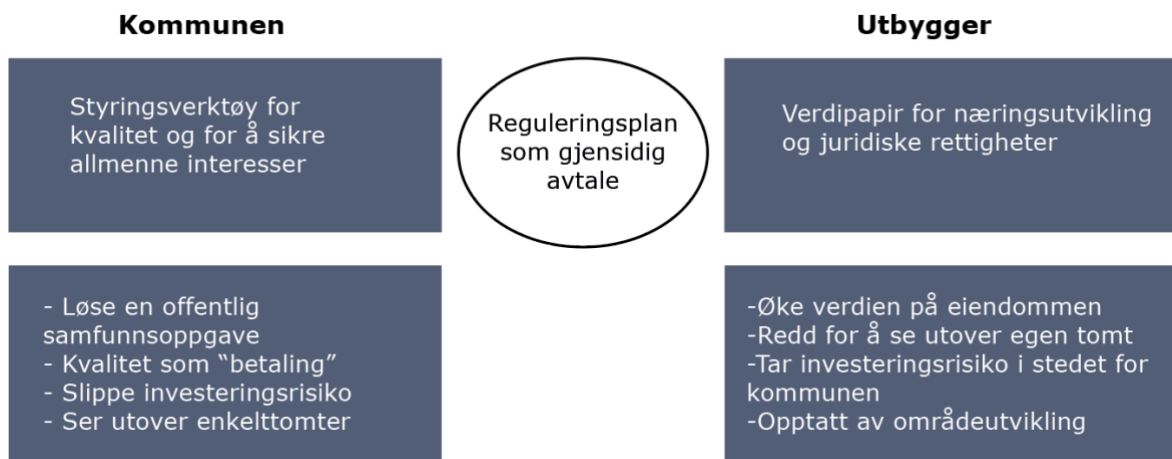 Kommunen
Styringsverktøy for
kvalitet og for å sikre
allmenne interesser
- Løse en offentlig
samfunnsoppgave
- Kvalitet som “betaling”
- Slippe investeringsrisiko
- Ser utover enkelttomter
Reguleringsplan
som gjensidig
avtale
Utbygger
Verdipapir for næringsutvikling
og juridiske rettigheter
-Øke verdien på eiendommen
-Redd for å se utover egen tomt
-Tar investeringsrisiko i stedet for
kommunen
-Opptatt av områdeutvikling